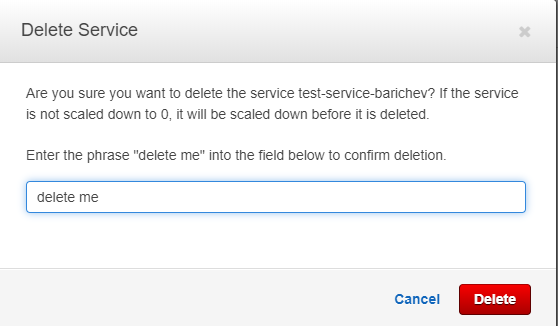 Delete Service
Are you sure you want to delete the service test-service-barichev? If the service
is not scaled down to 0, it will be scaled down before it is deleted.
Enter the phrase "delete me" into the field below to confirm deletion.
delete me
Cancel
Delete